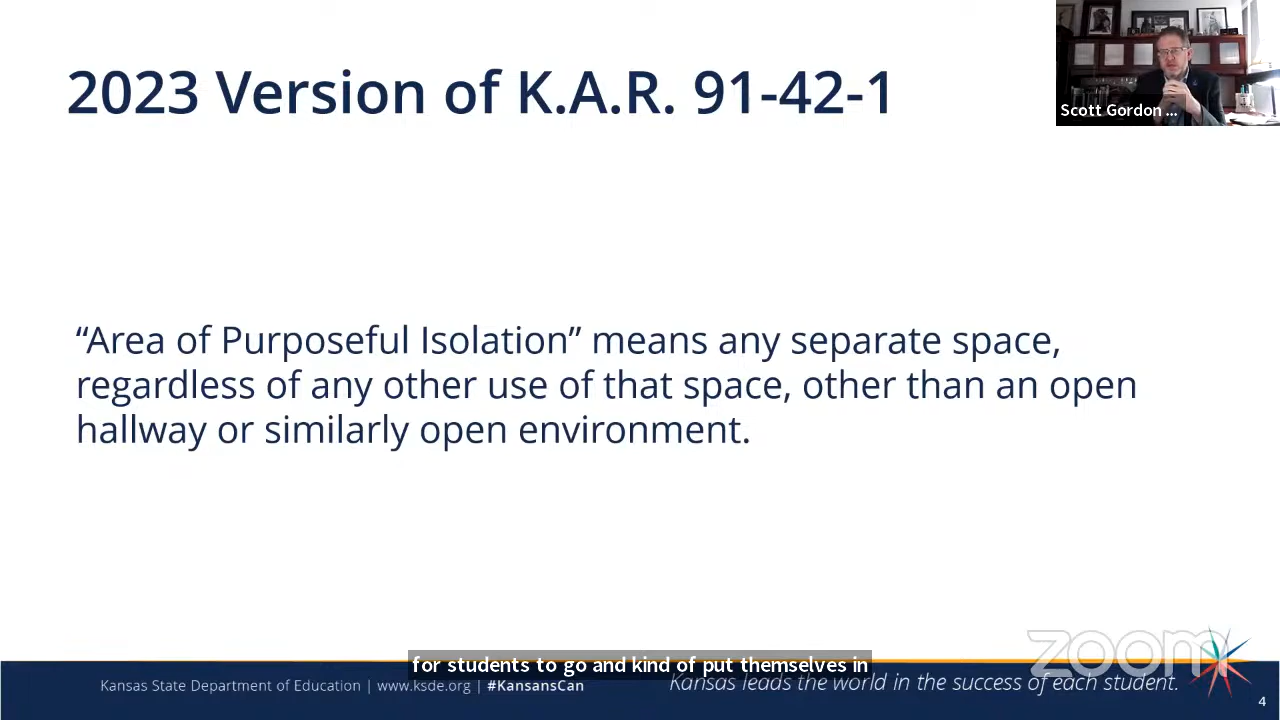 2023 Version of K.A.R. 91-42-1
Scott Gordon ...
“Area of Purposeful Isolation” means any separate space,
regardless of any other use of that space, other than an open
hallway or similarly open environment.
zoom
for students to go and kind of put themselves in
Kansas State Department of Education | www.ksde.org | #KansansCan
Kansas leads the world in the success of each student.
4